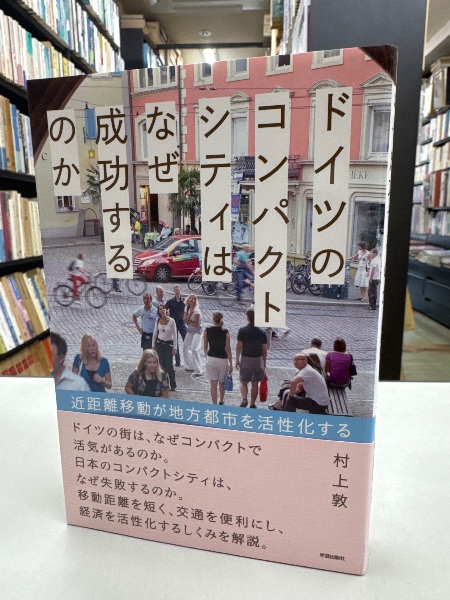 ドイツの
コンパクト
シティは
なぜ
成功する
のか
近距離移動が地方都市を活性化する
村上敦
ドイツの街は、なぜコンパクトで
活気があるのか。
日本のコンパクトシティは、
なぜ失敗するのか。
移動距離を短く、交通を便利にし、
経済を活性化するしくみを解説。
学芸出版社